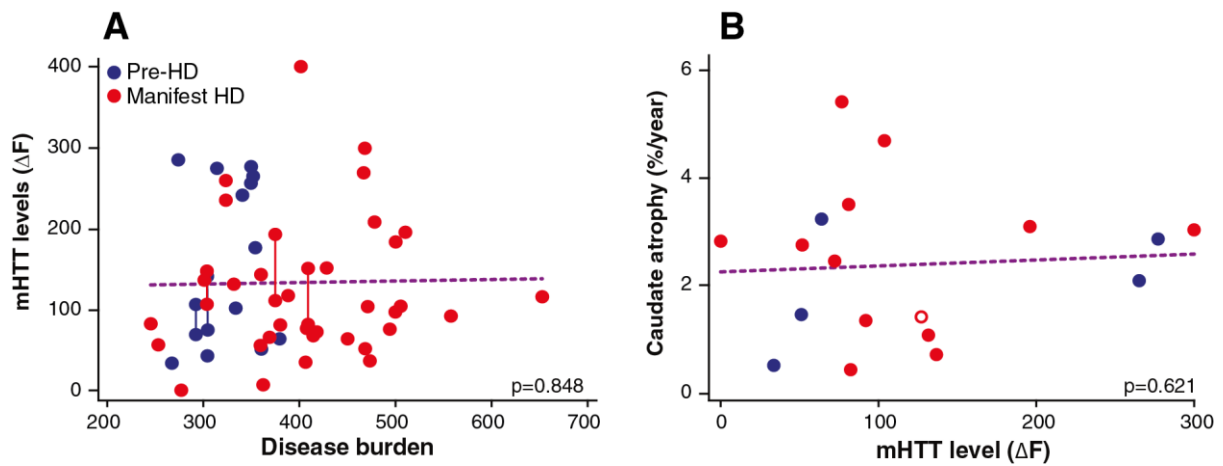 A
mHTT levels (ΔF)
400
300
200
100
0
Pre-HD
Manifest HD
p=0.848
200 300 400 500 600 700
Disease burden
B
Caudate atrophy (%/year)
6
4
2
0
p=0.621
0 100 200 300
mHTT level (ΔF)